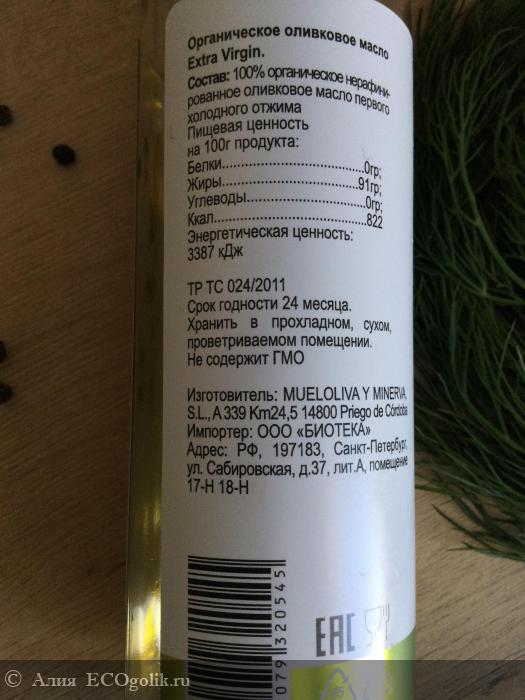 Органическое оливковое масло
Extra Virgin.
Состав: 100% органическое нерафини-
рованное оливковое масло первого
холодного отжима
Пищевая ценность
на 100г продукта:
Белки..............................0гр;
Жиры.............................91гр;
Углеводы.........................0гр;
Ккал..............................822
Энергетическая ценность:
3387 кДж
ТР ТС 024/2011
Срок годности 24 месяца.
Хранить в прохладном, сухом,
проветриваемом помещении.
Не содержит ГМО
Изготовитель: MUELOLIVA Y MINERVA,
S.L., A 339 Km24,5 14800 Priego de Córdoba
Импортер: ООО «БИОТЕКА»
Адрес: РФ, 197183, Санкт-Петербург,
ул. Сабировская, д.37, лит.А, помещение
17-Н 18-Н
079 320545
EAC
© Алия ECOgolik.ru